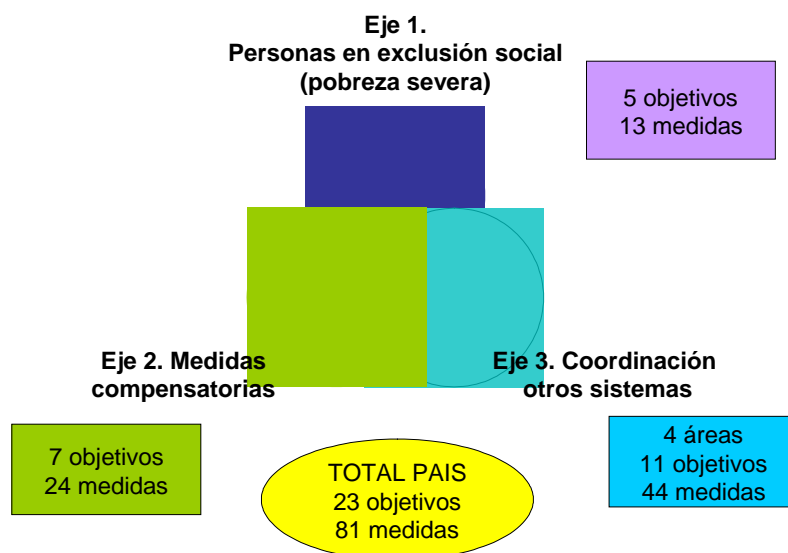 Eje 1.
Personas en exclusión social
(pobreza severa)
5 objetivos
13 medidas
Eje 2. Medidas
compensatorias
Eje 3. Coordinación
otros sistemas
7 objetivos
24 medidas
TOTAL PAIS
23 objetivos
81 medidas
4 áreas
11 objetivos
44 medidas